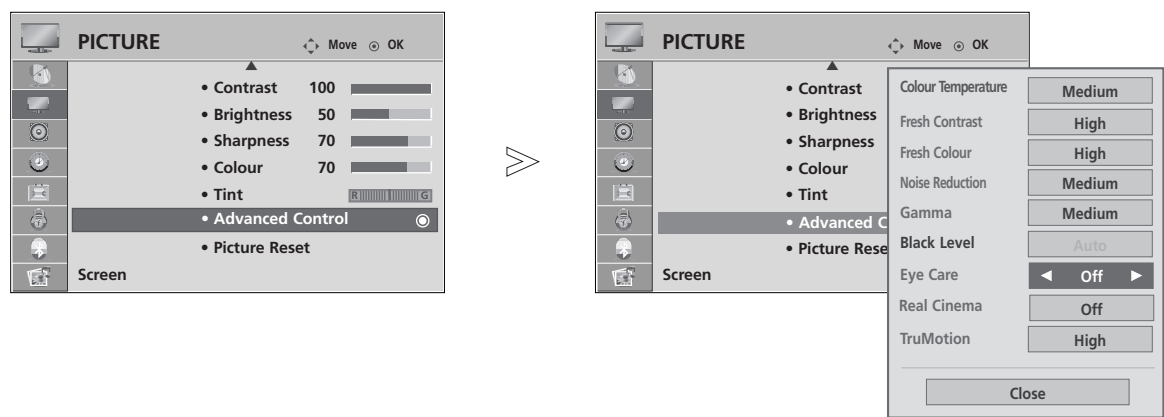 PICTURE
Move OK
• Contrast 100
• Brightness 50
• Sharpness 70
• Colour 70
• Tint R G
• Advanced Control
• Picture Reset
Screen
PICTURE
Move OK
• Contrast
• Brightness
• Sharpness
• Colour
• Tint
• Advanced C
• Picture Rese
Screen
Colour Temperature Medium
Fresh Contrast High
Fresh Colour High
Noise Reduction Medium
Gamma Medium
Black Level Auto
Eye Care ◄ Off ►
Real Cinema Off
TruMotion High
Close